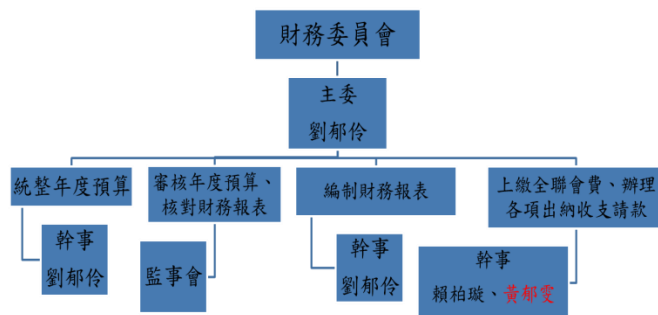 財務委員會
主委
劉郁伶
統整年度預算
審核年度預算、
核對財務報表
編制財務報表
上繳全聯會費、辦理
各項出納收支請款
幹事
劉郁伶
監事會
幹事
劉郁伶
幹事
賴柏璇、黃郁雯